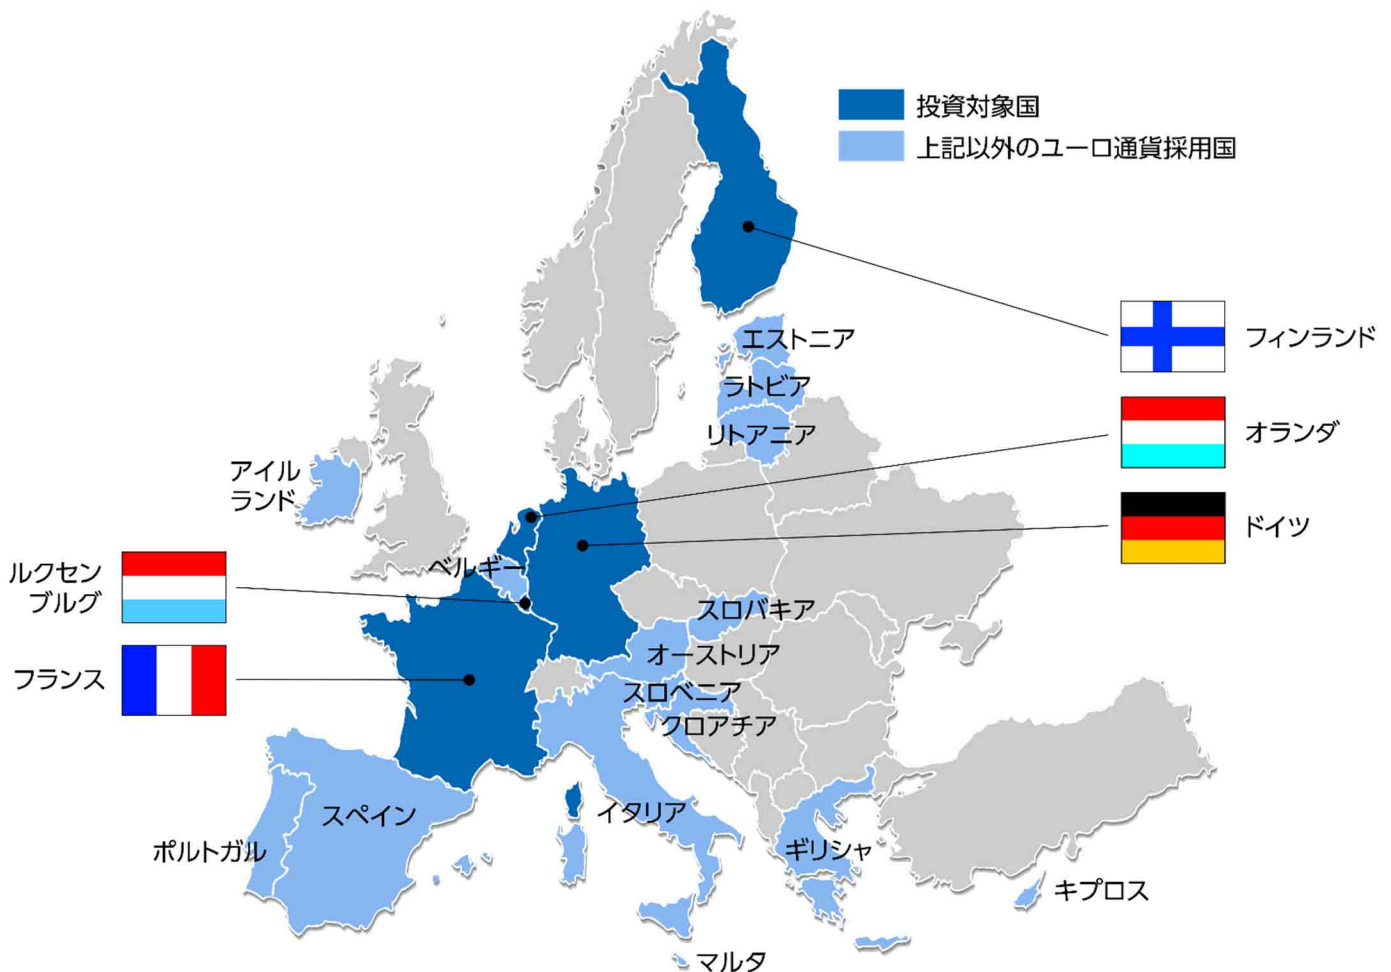 投資対象国
上記以外のユーロ通貨採用国
フィンランド
エストニア
ラトビア
オランダ
リトアニア
アイル
ランド
ドイツ
ベルギー
ルクセン
ブルグ
スロバキア
オーストリア
フランス
スロベニア
クロアチア
スペイン
イタリア
ポルトガル
ギリシャ
キプロス
マルタ